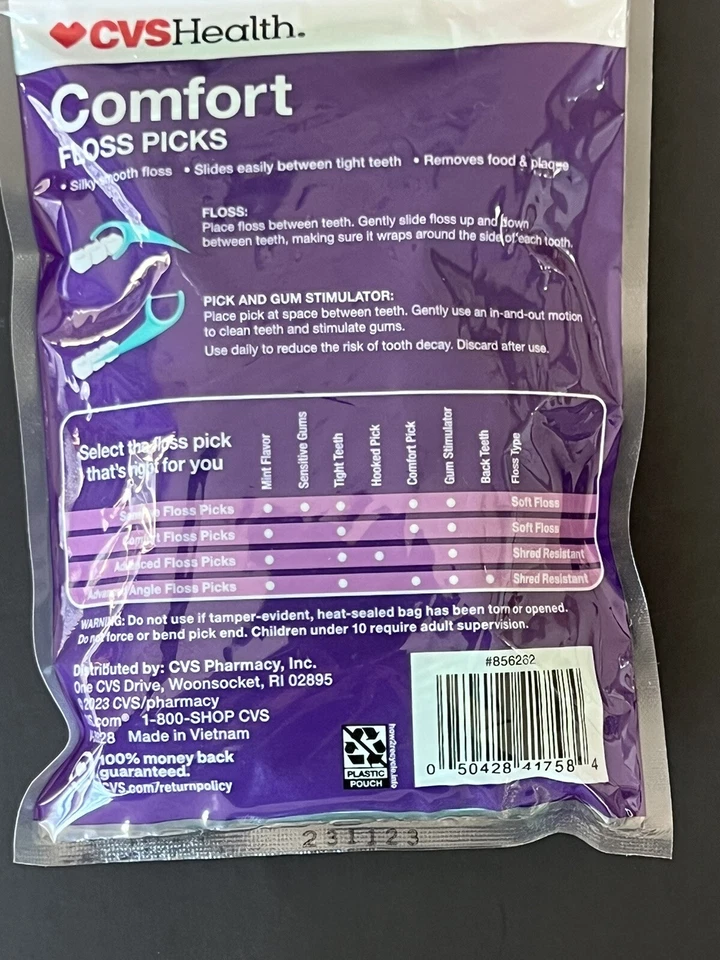 CVSHealth.
Comfort
FLOSS PICKS
• Silky smooth floss • Slides easily between tight teeth • Removes food & plaque
FLOSS:
Place floss between teeth. Gently slide floss up and down
between teeth, making sure it wraps around the side of each tooth.
PICK AND GUM STIMULATOR:
Place pick at space between teeth. Gently use an in-and-out motion
to clean teeth and stimulate gums.
Use daily to reduce the risk of tooth decay. Discard after use.
Select the floss pick
that's right for you
Mint Flavor
Sensitive Gums
Tight Teeth
Hooked Pick
Comfort Pick
Gum Stimulator
Back Teeth
Floss Type
Floss Picks Soft Floss
Comfort Floss Picks Soft Floss
Advanced Floss Picks Shred Resistant
Advanced Angle Floss Picks Shred Resistant
WARNING: Do not use if tamper-evident, heat-sealed bag has been torn or opened.
Do not force or bend pick end. Children under 10 require adult supervision.
Distributed by: CVS Pharmacy, Inc.
One CVS Drive, Woonsocket, RI 02895
©2023 CVS/pharmacy
.com® 1-800-SHOP CVS
Made in Vietnam
100% money back
guaranteed.
CVS.com/returnpolicy
PLASTIC
POUCH
how2recycle.info
#856262
0 50428 41758 4
231123